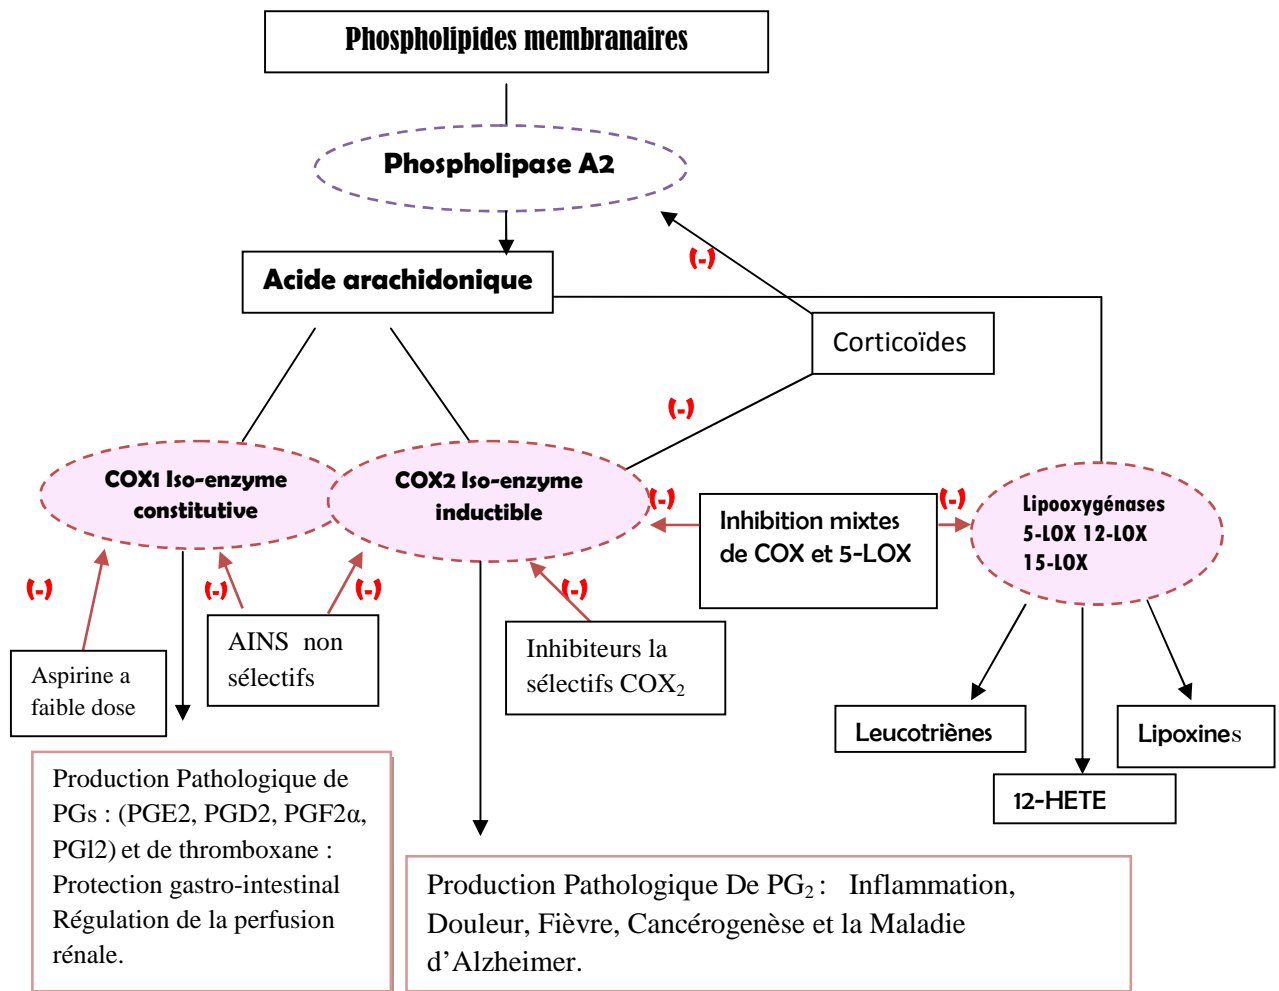 Phospholipides membranaires
Phospholipase A2
(-)
Acide arachidonique
Corticoïdes
(-)
COX1 Iso-enzyme
constitutive
COX2 Iso-enzyme
inductible
(-)
Inhibition mixtes
de COX et 5-LOX
(-)
Lipooxygénases
5-LOX 12-LOX
15-LOX
(-)
(-)
(-)
(-)
Aspirine a
faible dose
AINS non
sélectifs
Inhibiteurs la
sélectifs COX₂
Leucotriènes
Lipoxines
12-HETE
Production Pathologique de
PGs : (PGE2, PGD2, PGF2α,
PGl2) et de thromboxane :
Protection gastro-intestinal
Régulation de la perfusion
rénale.
Production Pathologique De PG₂ : Inflammation,
Douleur, Fièvre, Cancérogenèse et la Maladie
d’Alzheimer.